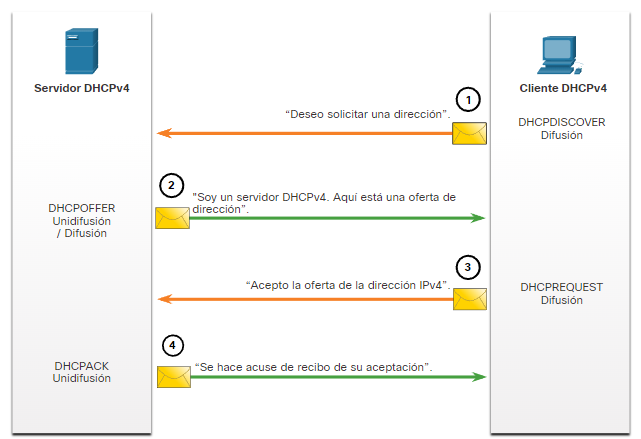 Servidor DHCPv4
Cliente DHCPv4
1
“Deseo solicitar una dirección”.
DHCPDISCOVER
Difusión
2
”Soy un servidor DHCPv4. Aquí está una oferta de
dirección”.
DHCPOFFER
Unidifusión
/ Difusión
3
“Acepto la oferta de la dirección IPv4”.
DHCPREQUEST
Difusión
4
“Se hace acuse de recibo de su aceptación”.
DHCPACK
Unidifusión